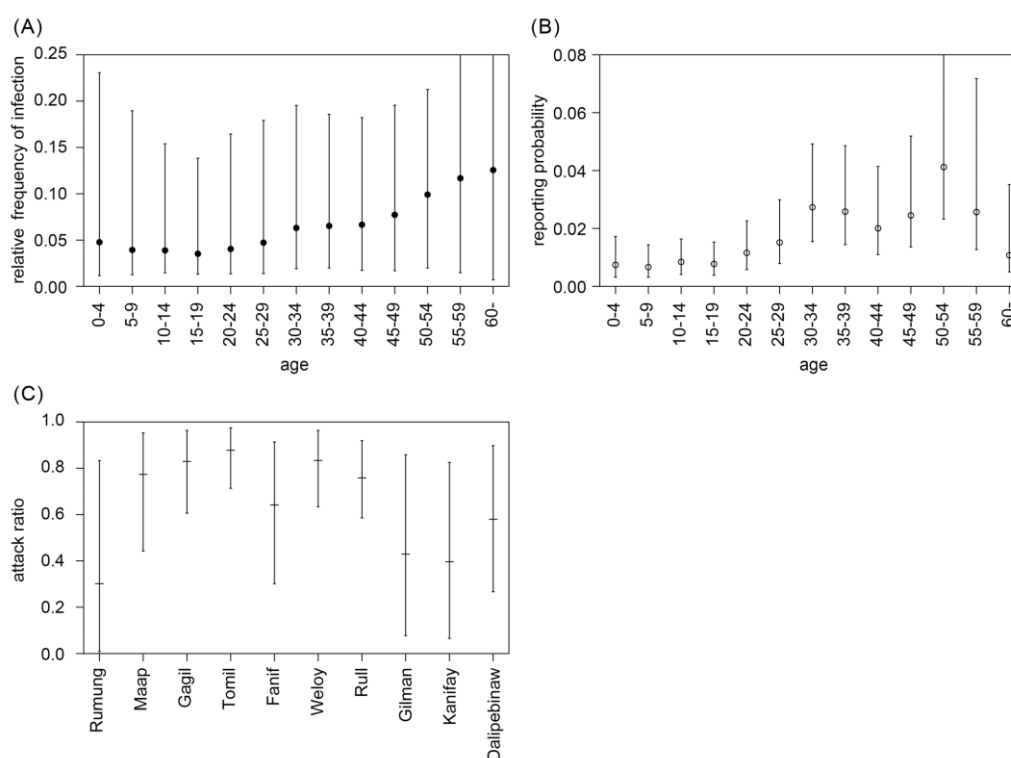 (A)
relative frequency of infection
0.25
0.20
0.15
0.10
0.05
0.00
0-4
5-9
10-14
15-19
20-24
25-29
30-34
35-39
40-44
45-49
50-54
55-59
60-
age
(B)
reporting probability
0.08
0.06
0.04
0.02
0.00
0-4
5-9
10-14
15-19
20-24
25-29
30-34
35-39
40-44
45-49
50-54
55-59
60-
age
(C)
attack ratio
1.0
0.8
0.6
0.4
0.2
0.0
Rumung
Maap
Gagil
Tomil
Fanif
Weloy
Rull
Gilman
Kanifay
Dalipebinaw